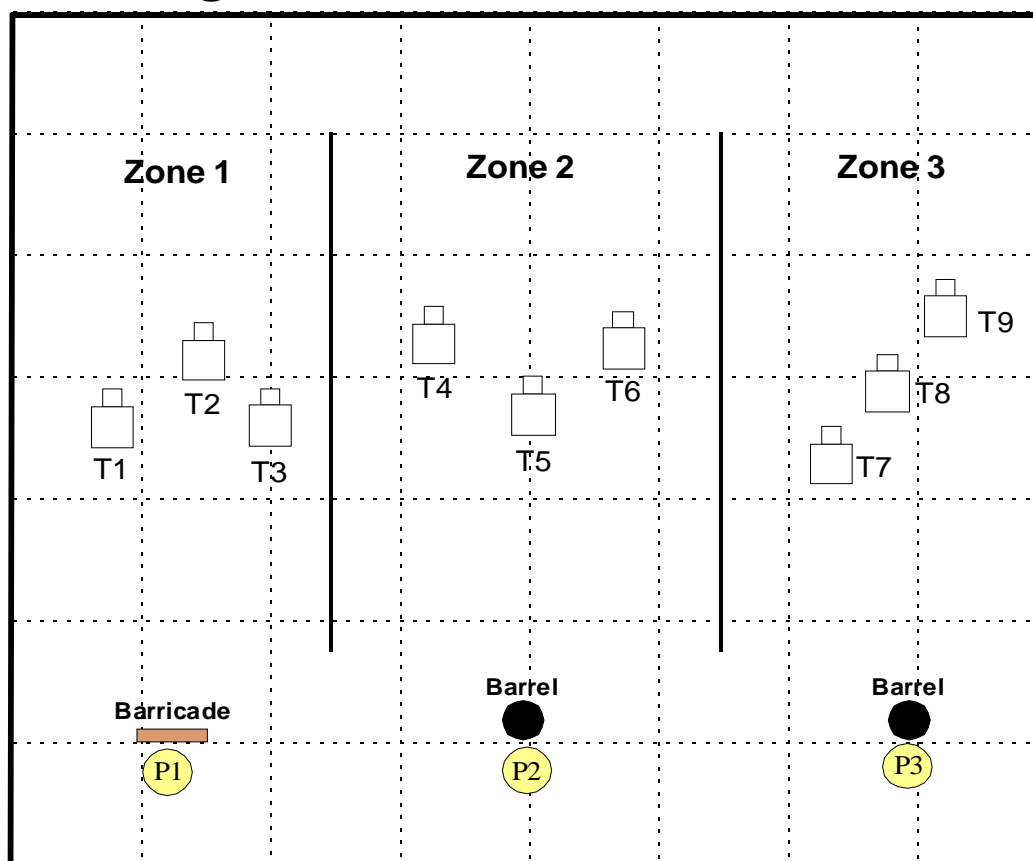 Zone 1
Zone 2
Zone 3
T9
T4
T6
T8
T2
T5
T7
T1
T3
Barricade
Barrel
Barrel
P1
P2
P3